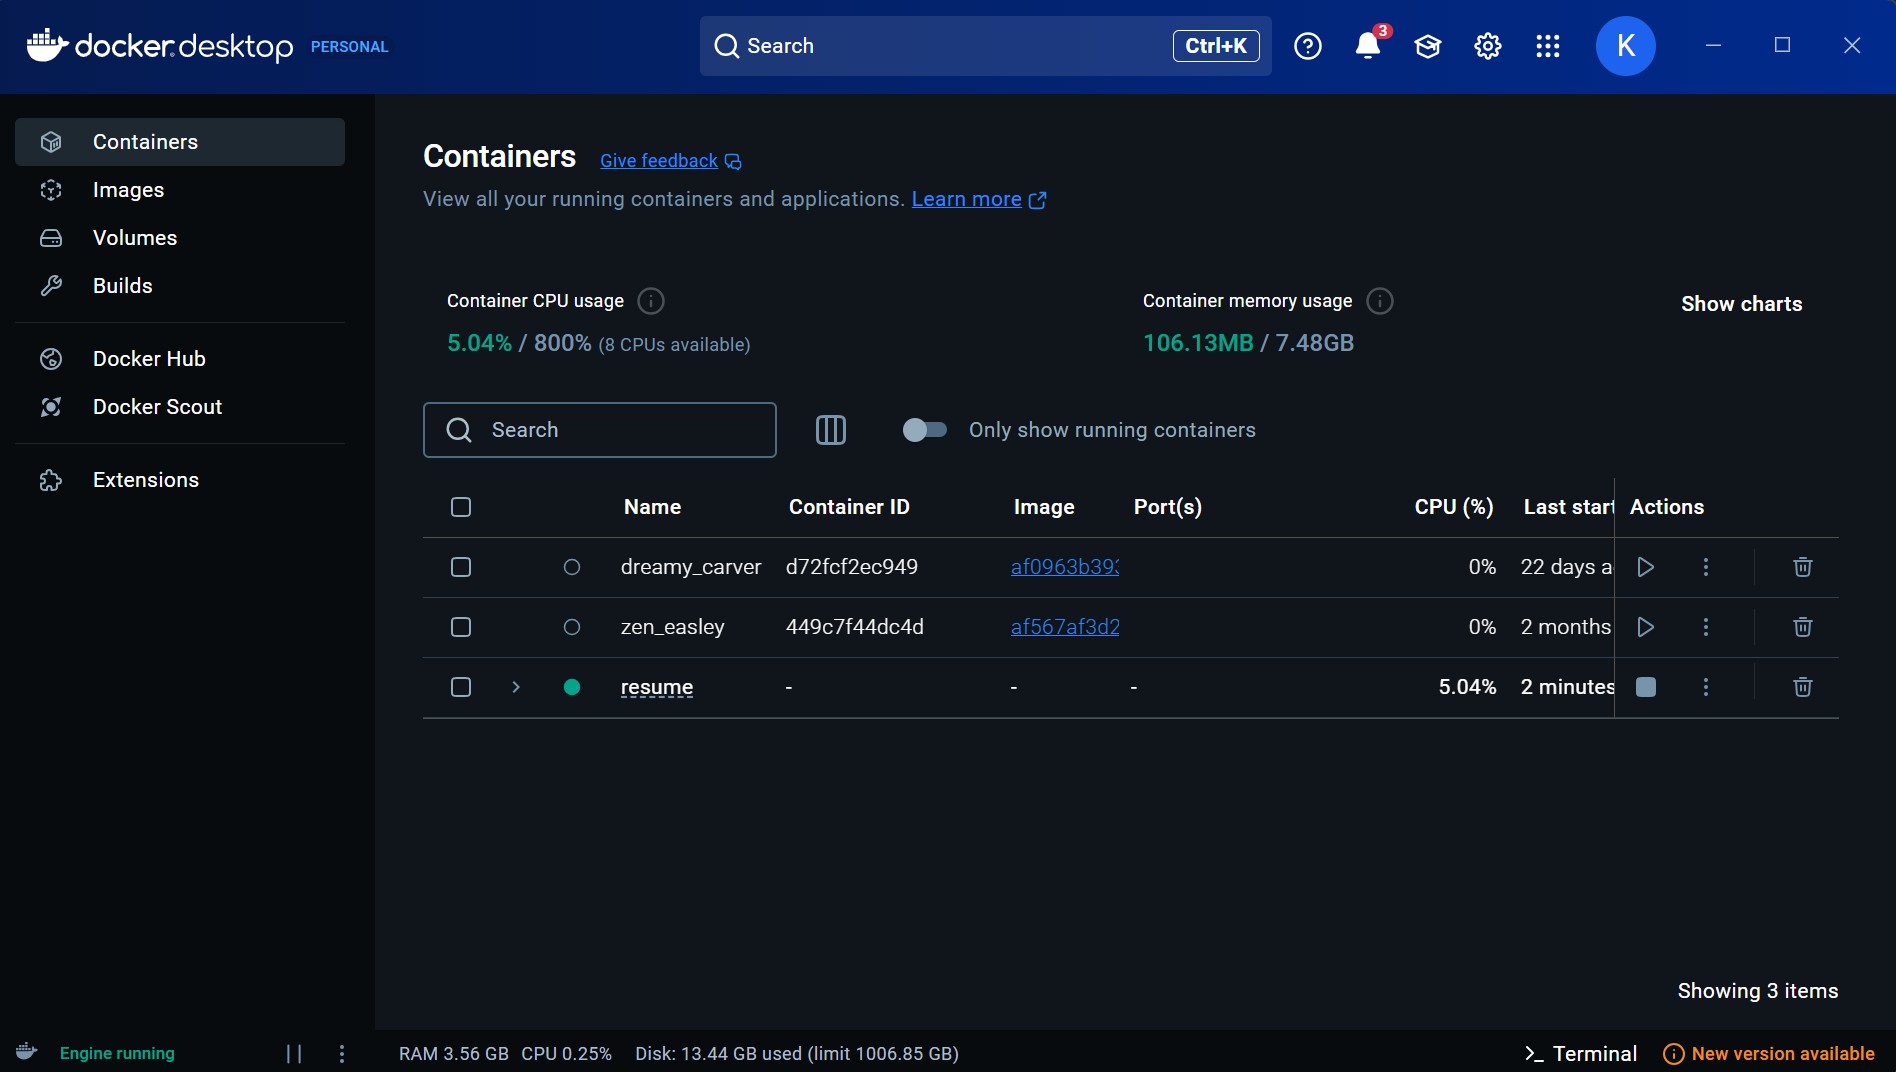 docker desktop PERSONAL
Search Ctrl+K
3
K
Containers
Images
Volumes
Builds
Docker Hub
Docker Scout
Extensions
Containers Give feedback
View all your running containers and applications. Learn more
Container CPU usage
5.04% / 800% (8 CPUs available)
Container memory usage
106.13MB / 7.48GB
Show charts
Search
Only show running containers
Name Container ID Image Port(s) CPU (%) Last start Actions
dreamy_carver d72fcf2ec949 af0963b393 0% 22 days a
zen_easley 449c7f44dc4d af567af3d2 0% 2 months
resume - - - 5.04% 2 minutes
Showing 3 items
Engine running
RAM 3.56 GB CPU 0.25% Disk: 13.44 GB used (limit 1006.85 GB)
>_ Terminal
New version available